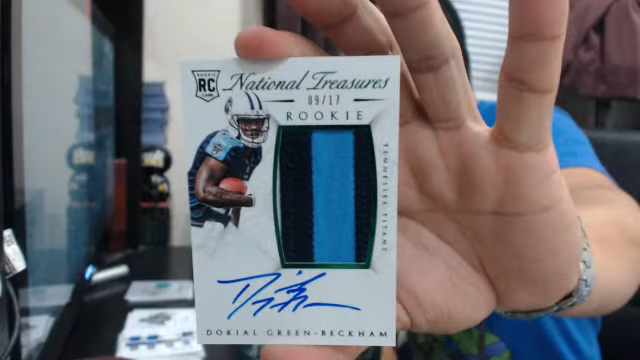 ROOKIE
RC
CARD
National Treasures
09/17
ROOKIE
TENNESSEE TITANS
DORIAL GREEN-BECKHAM